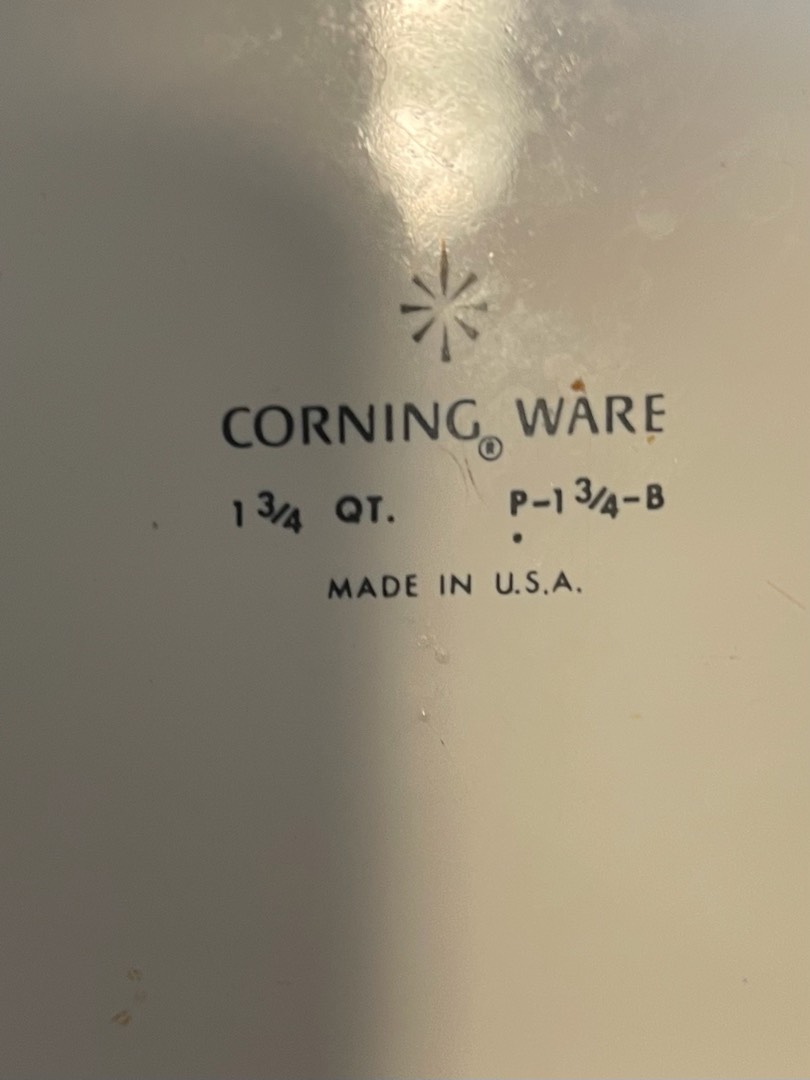 CORNING® WARE
1 3/4 QT. P-1 3/4-B
MADE IN U.S.A.